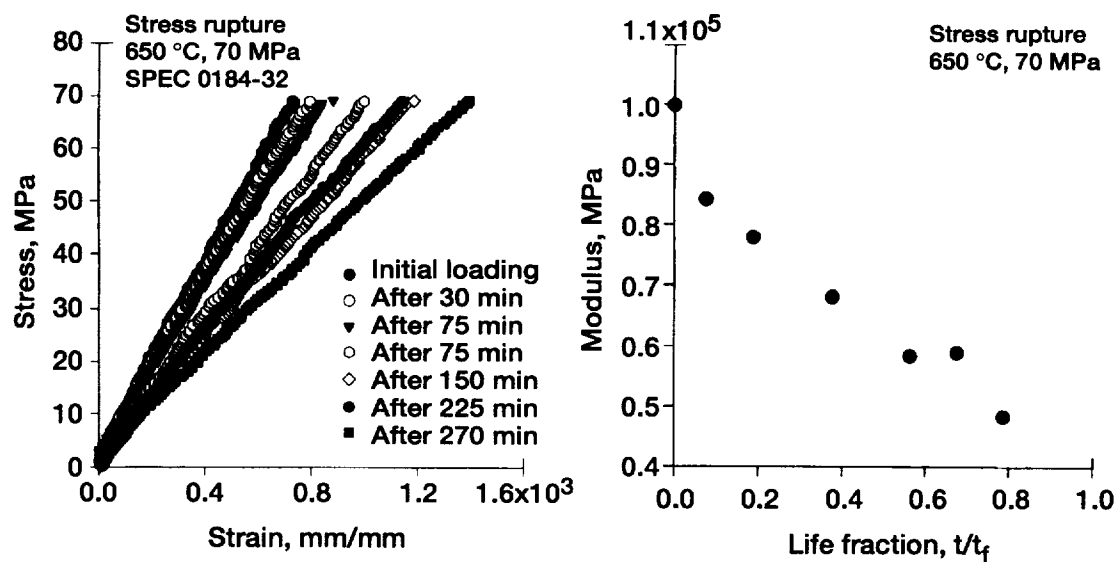 Stress rupture
650 °C, 70 MPa
SPEC 0184-32
80
70
60
50
40
30
20
10
0
Stress, MPa
Initial loading
After 30 min
After 75 min
After 75 min
After 150 min
After 225 min
After 270 min
0.0
0.4
0.8
1.2
1.6x10³
Strain, mm/mm
Stress rupture
650 °C, 70 MPa
1.1x10⁵
1.0
0.9
0.8
0.7
0.6
0.5
0.4
Modulus, MPa
0.0
0.2
0.4
0.6
0.8
1.0
Life fraction, t/tf